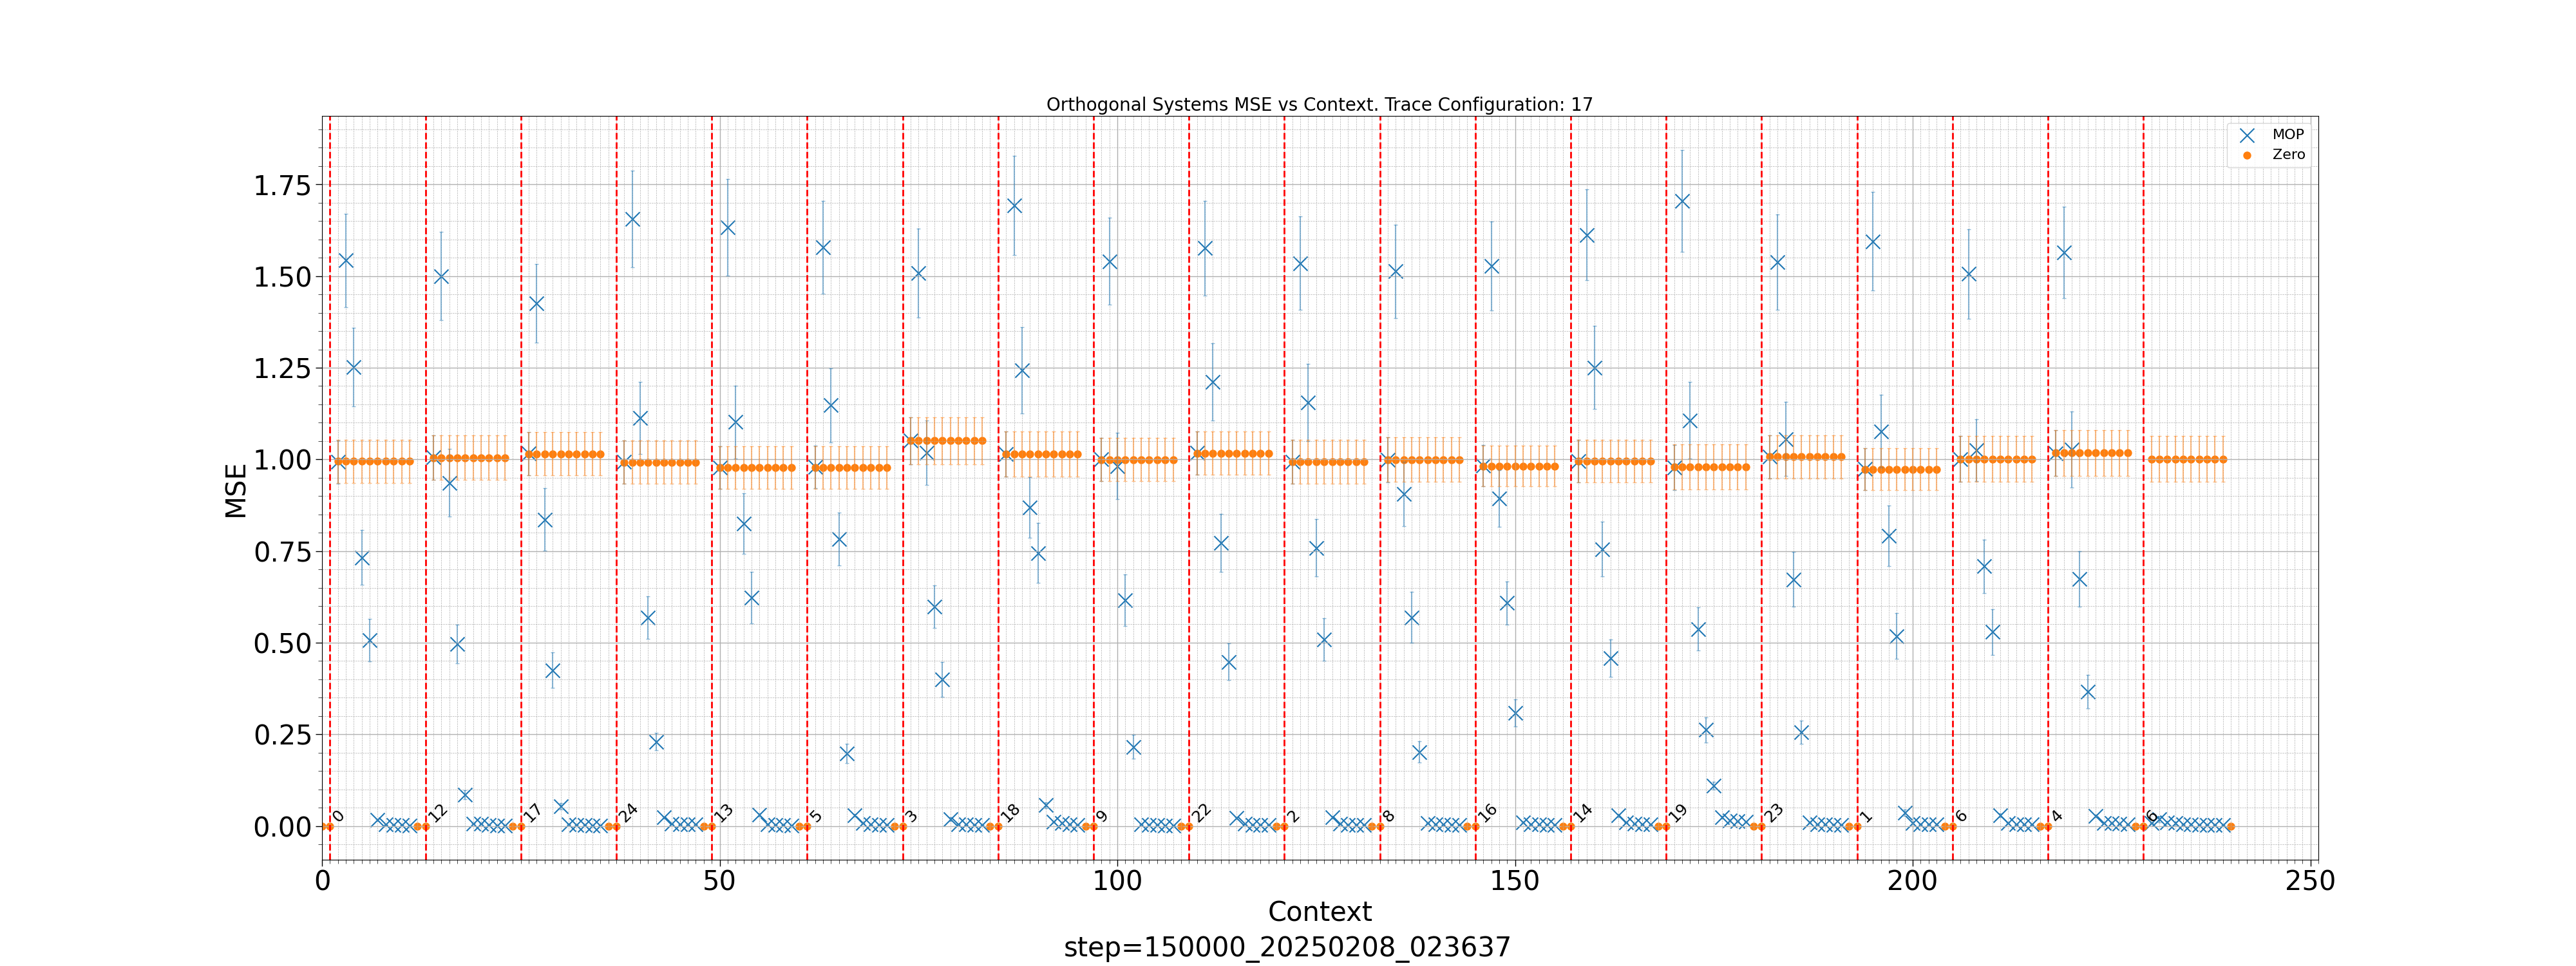 Orthogonal Systems MSE vs Context. Trace Configuration: 17
MOP
Zero
MSE
1.75
1.50
1.25
1.00
0.75
0.50
0.25
0.00
0 12 17 24 13 5 3 18 9 22 2 8 16 14 19 23 1 6 4 6
0 50 100 150 200 250
Context
step=150000_20250208_023637